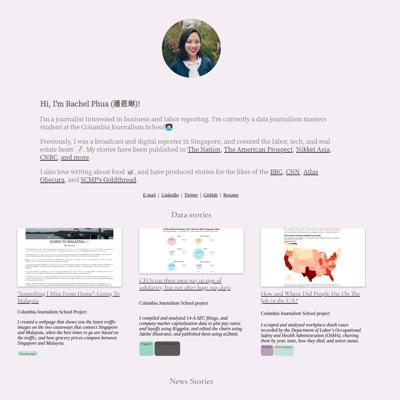 Hi, I'm Rachel Phua (潘恩琳)!
I'm a journalist interested in business and labor reporting. I'm currently a data journalism masters
student at the Columbia Journalism School
Previously, I was a broadcast and digital reporter in Singapore, and covered the labor, tech, and real
estate beats. My stories have been published in The Nation, The American Prospect, Nikkei Asia,
CNBC, and more.
I also love writing about food, and have produced stories for the likes of the BBC, CNN, Atlas
Obscura, and SCMP's Goldthread.
E-mail | LinkedIn | Twitter | GitHub | Resume
Data stories
GOING TO MALAYSIA
"Something I Miss From Home": Going To
Malaysia
Columbia Journalism School Project
I created a webpage that shows you the latest traffic
images on the two causeways that connect Singapore
and Malaysia, when the best times to go are based on
the traffic, and how grocery prices compare between
Singapore and Malaysia.
CEOs cut their own pay in sign of
solidarity, but not after huge pay days
Columbia Journalism School project
I compiled and analyzed 14-A SEC filings, and
company market capitalization data to plot pay ratios
and layoffs using Ggplot, and edited the charts using
Adobe Illustrator, and published them using ai2html.
How and Where Did People Die On The
Job in the U.S?
Columbia Journalism School project
I scraped and analyzed workplace death cases
recorded by the Department of Labor's Occupational
Safety and Health Administration (OSHA), charting
them by year, state, how they died, and union status.
News Stories